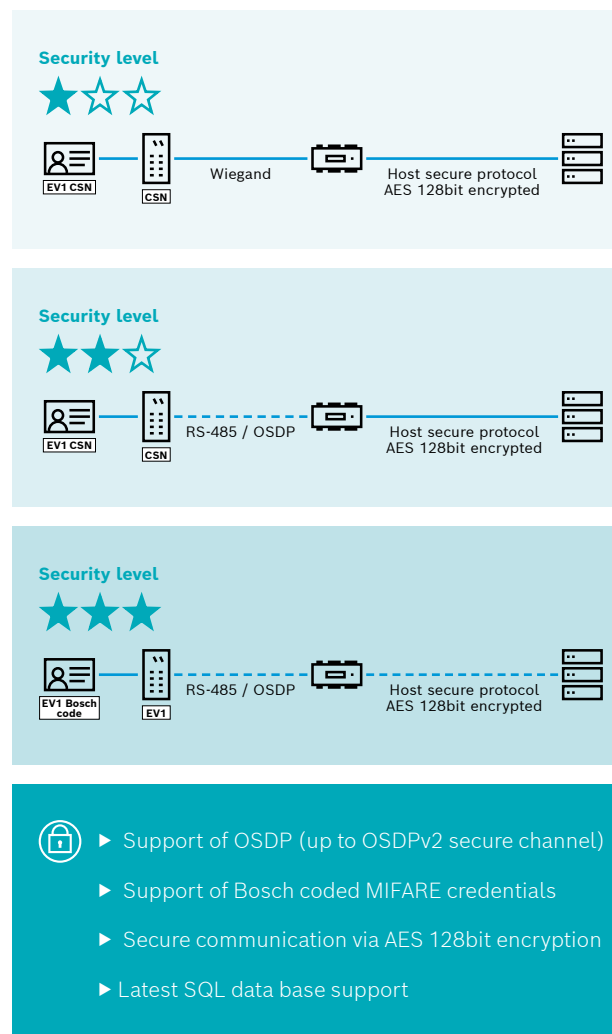 Security level
EV1 CSN
CSN
Wiegand
Host secure protocol
AES 128bit encrypted
Security level
EV1 CSN
CSN
RS-485 / OSDP
Host secure protocol
AES 128bit encrypted
Security level
EV1 Bosch
code
EV1
RS-485 / OSDP
Host secure protocol
AES 128bit encrypted
Support of OSDP (up to OSDPv2 secure channel)
Support of Bosch coded MIFARE credentials
Secure communication via AES 128bit encryption
Latest SQL data base support